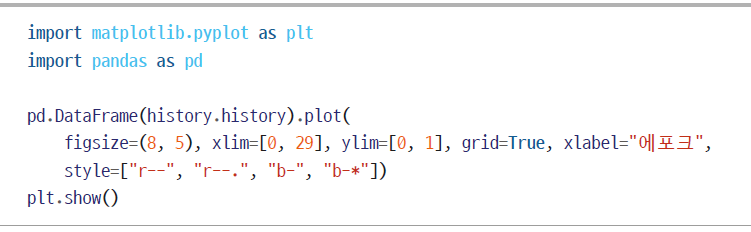 import matplotlib.pyplot as plt
import pandas as pd
pd.DataFrame(history.history).plot(
figsize=(8, 5), xlim=[0, 29], ylim=[0, 1], grid=True, xlabel="에포크",
style=["r--", "r--.", "b-", "b-*"])
plt.show()